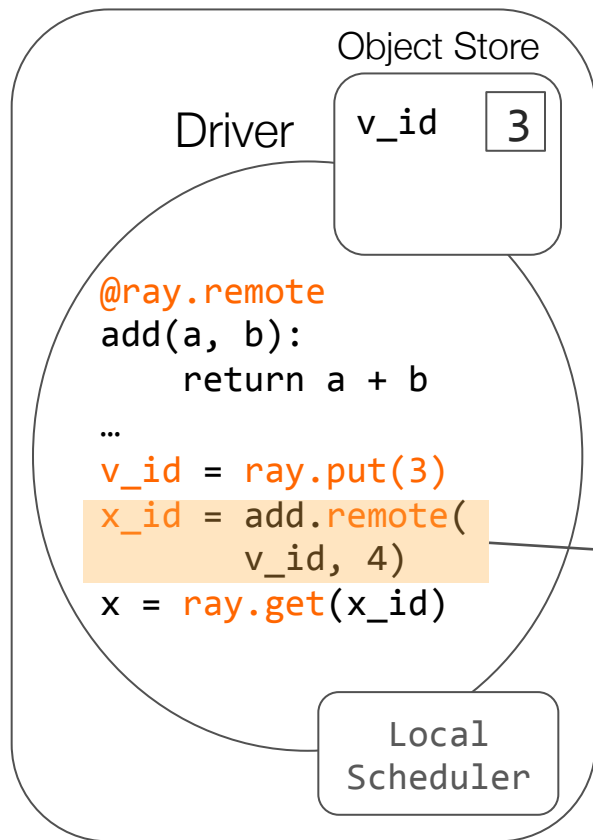 Object Store
v_id 3
Driver
@ray.remote
add(a, b):
    return a + b
…
v_id = ray.put(3)
x_id = add.remote(
        v_id, 4)
x = ray.get(x_id)
Local
Scheduler